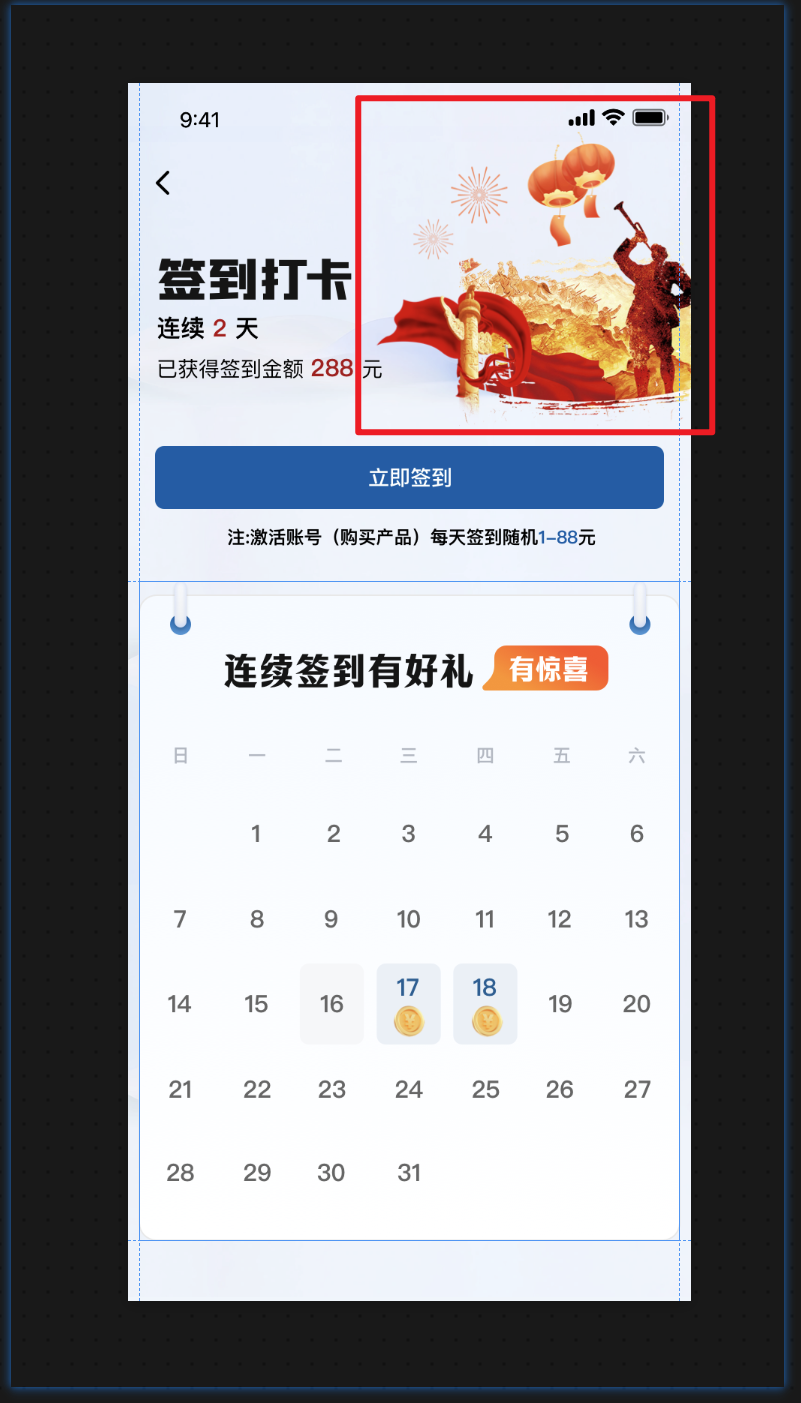 9:41
签到打卡
连续 2 天
已获得签到金额 288 元
立即签到
注:激活账号（购买产品）每天签到随机1-88元
连续签到有好礼 有惊喜
日 一 二 三 四 五 六
1 2 3 4 5 6
7 8 9 10 11 12 13
14 15 16 17 18 19 20
21 22 23 24 25 26 27
28 29 30 31